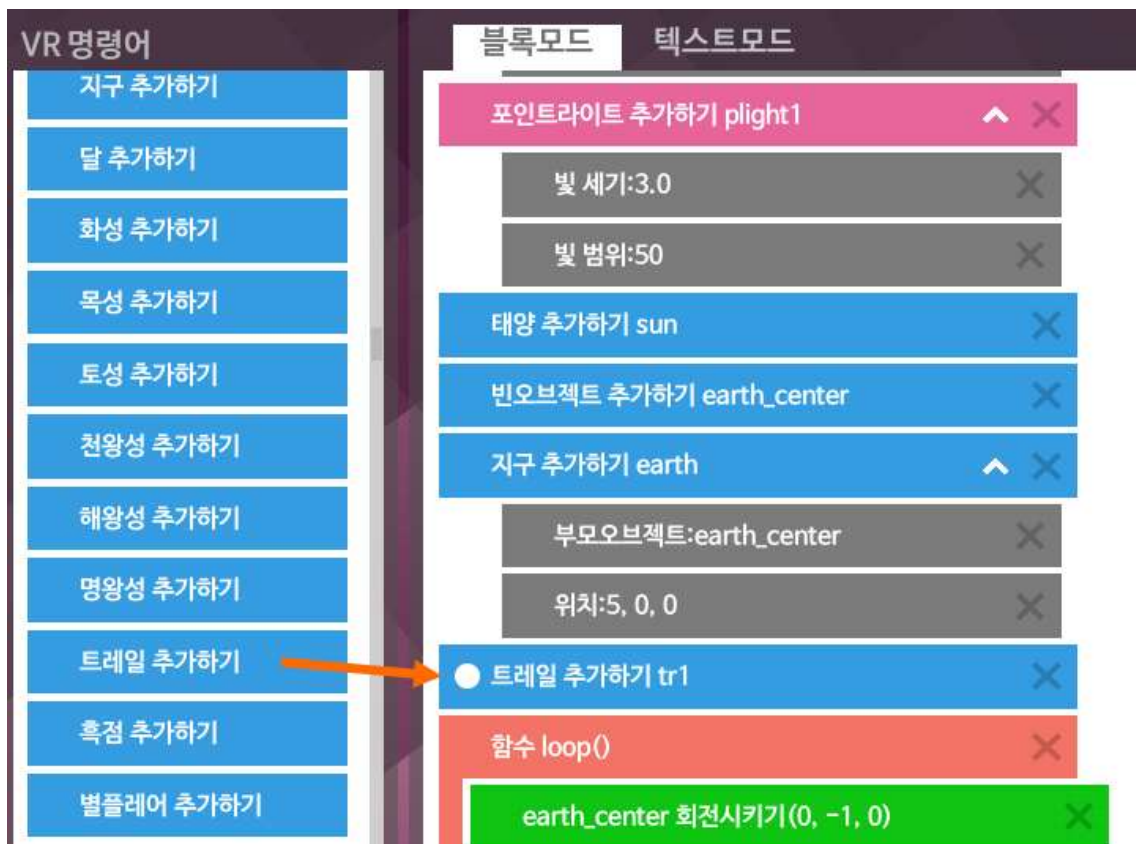 VR 명령어
지구 추가하기
달 추가하기
화성 추가하기
목성 추가하기
토성 추가하기
천왕성 추가하기
해왕성 추가하기
명왕성 추가하기
트레일 추가하기
흑점 추가하기
별플레어 추가하기
블록모드 텍스트모드
포인트라이트 추가하기 plight1
빛 세기:3.0
빛 범위:50
태양 추가하기 sun
빈오브젝트 추가하기 earth_center
지구 추가하기 earth
부모오브젝트:earth_center
위치:5, 0, 0
트레일 추가하기 tr1
함수 loop()
earth_center 회전시키기(0, -1, 0)